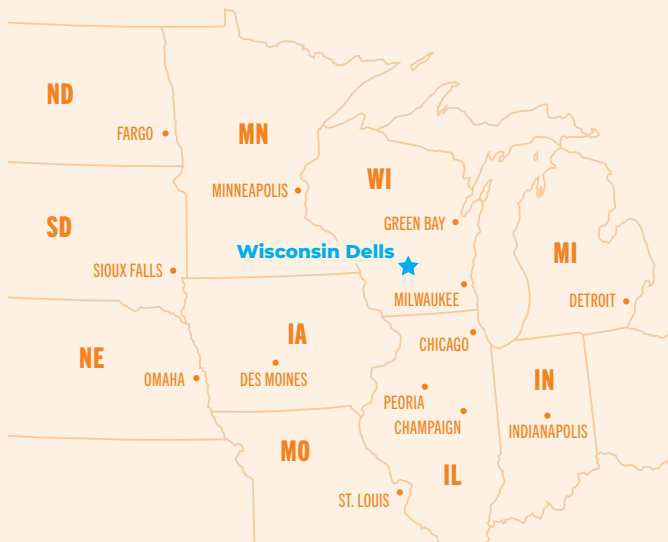 ND
FARGO
MN
MINNEAPOLIS
WI
GREEN BAY
SD
Wisconsin Dells
MI
SIOUX FALLS
MILWAUKEE
DETROIT
IA
CHICAGO
NE
OMAHA
DES MOINES
IN
PEORIA
CHAMPAIGN
INDIANAPOLIS
MO
IL
ST. LOUIS